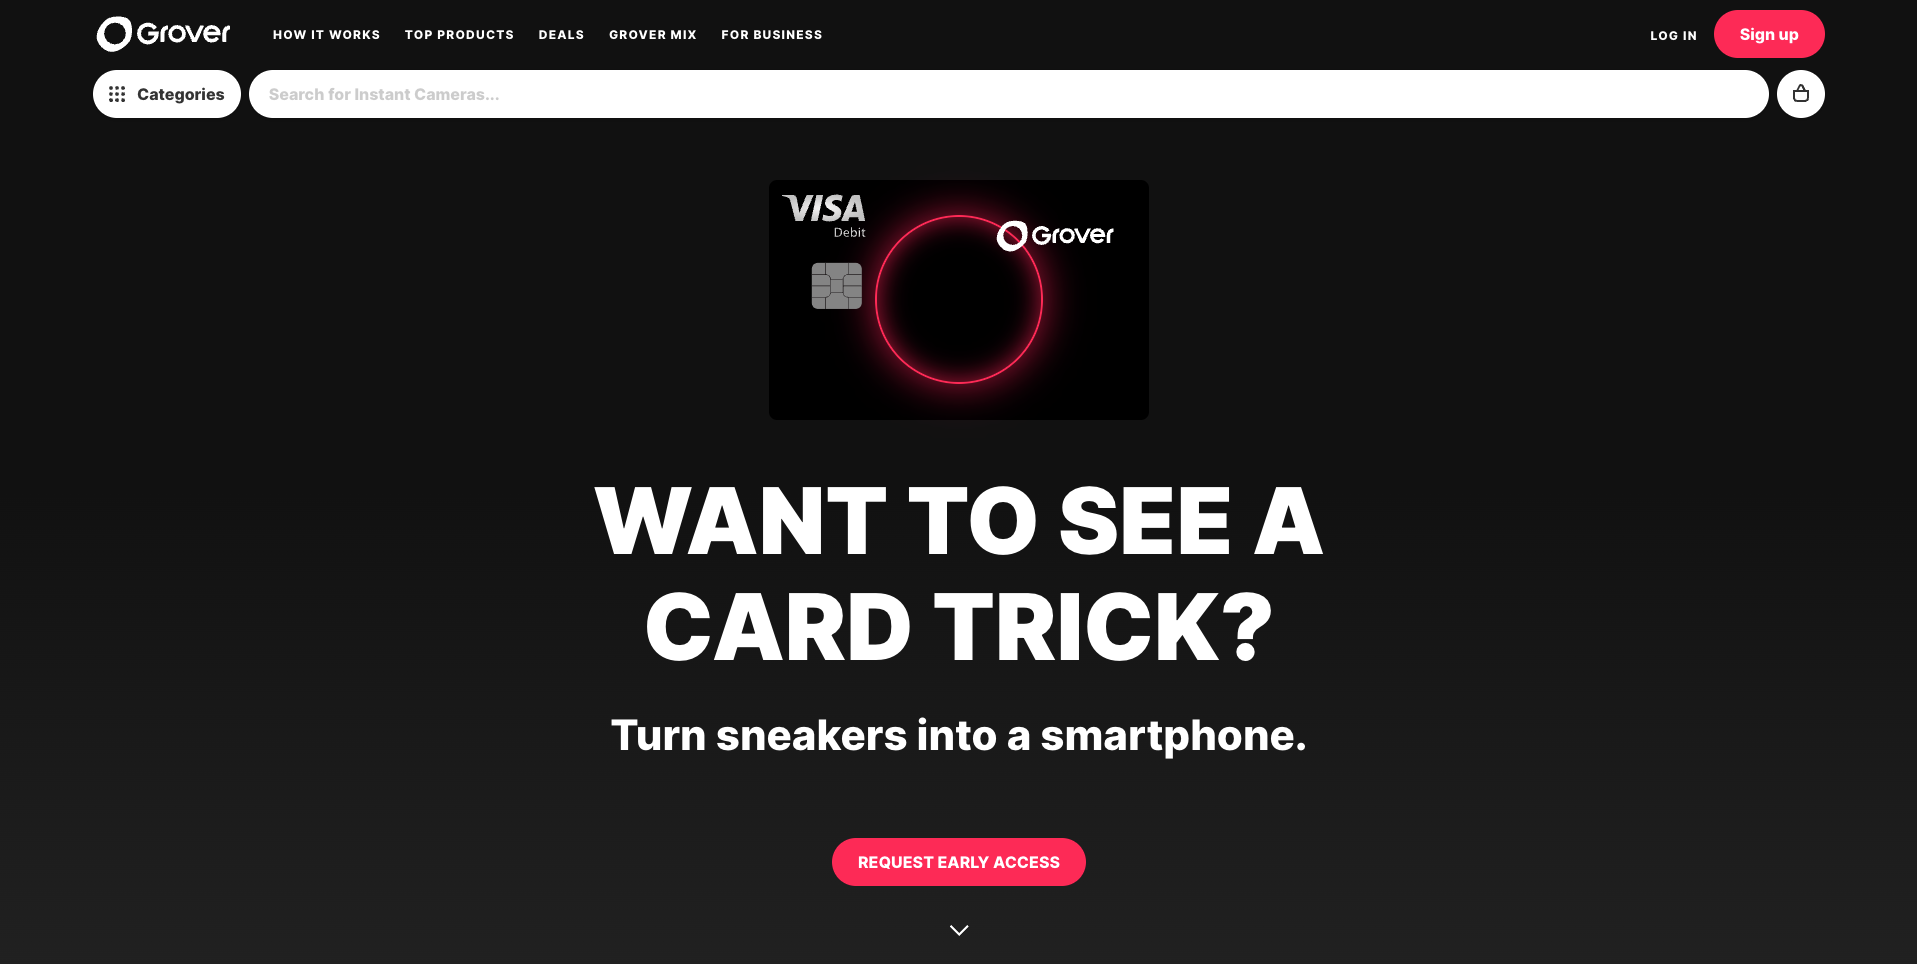 Grover
HOW IT WORKS
TOP PRODUCTS
DEALS
GROVER MIX
FOR BUSINESS
LOG IN
Sign up
Categories
Search for Instant Cameras...
VISA
Debit
Grover
WANT TO SEE A
CARD TRICK?
Turn sneakers into a smartphone.
REQUEST EARLY ACCESS